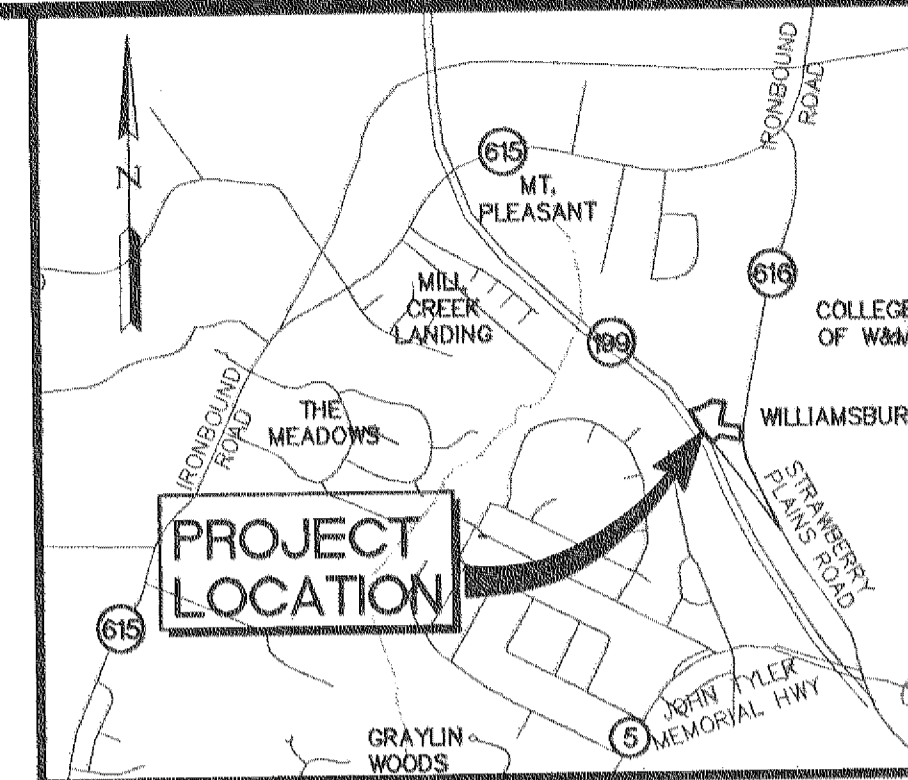 N
IRONBOUND
ROAD
615
MT.
PLEASANT
616
MILL
CREEK
LANDING
COLLEGE
OF W&M
199
IRONBOUND
ROAD
THE
MEADOWS
WILLIAMSBUR
STRAWBERRY
PLAINS ROAD
PROJECT
LOCATION
615
JOHN TYLER
MEMORIAL HWY
5
GRAYLIN
WOODS